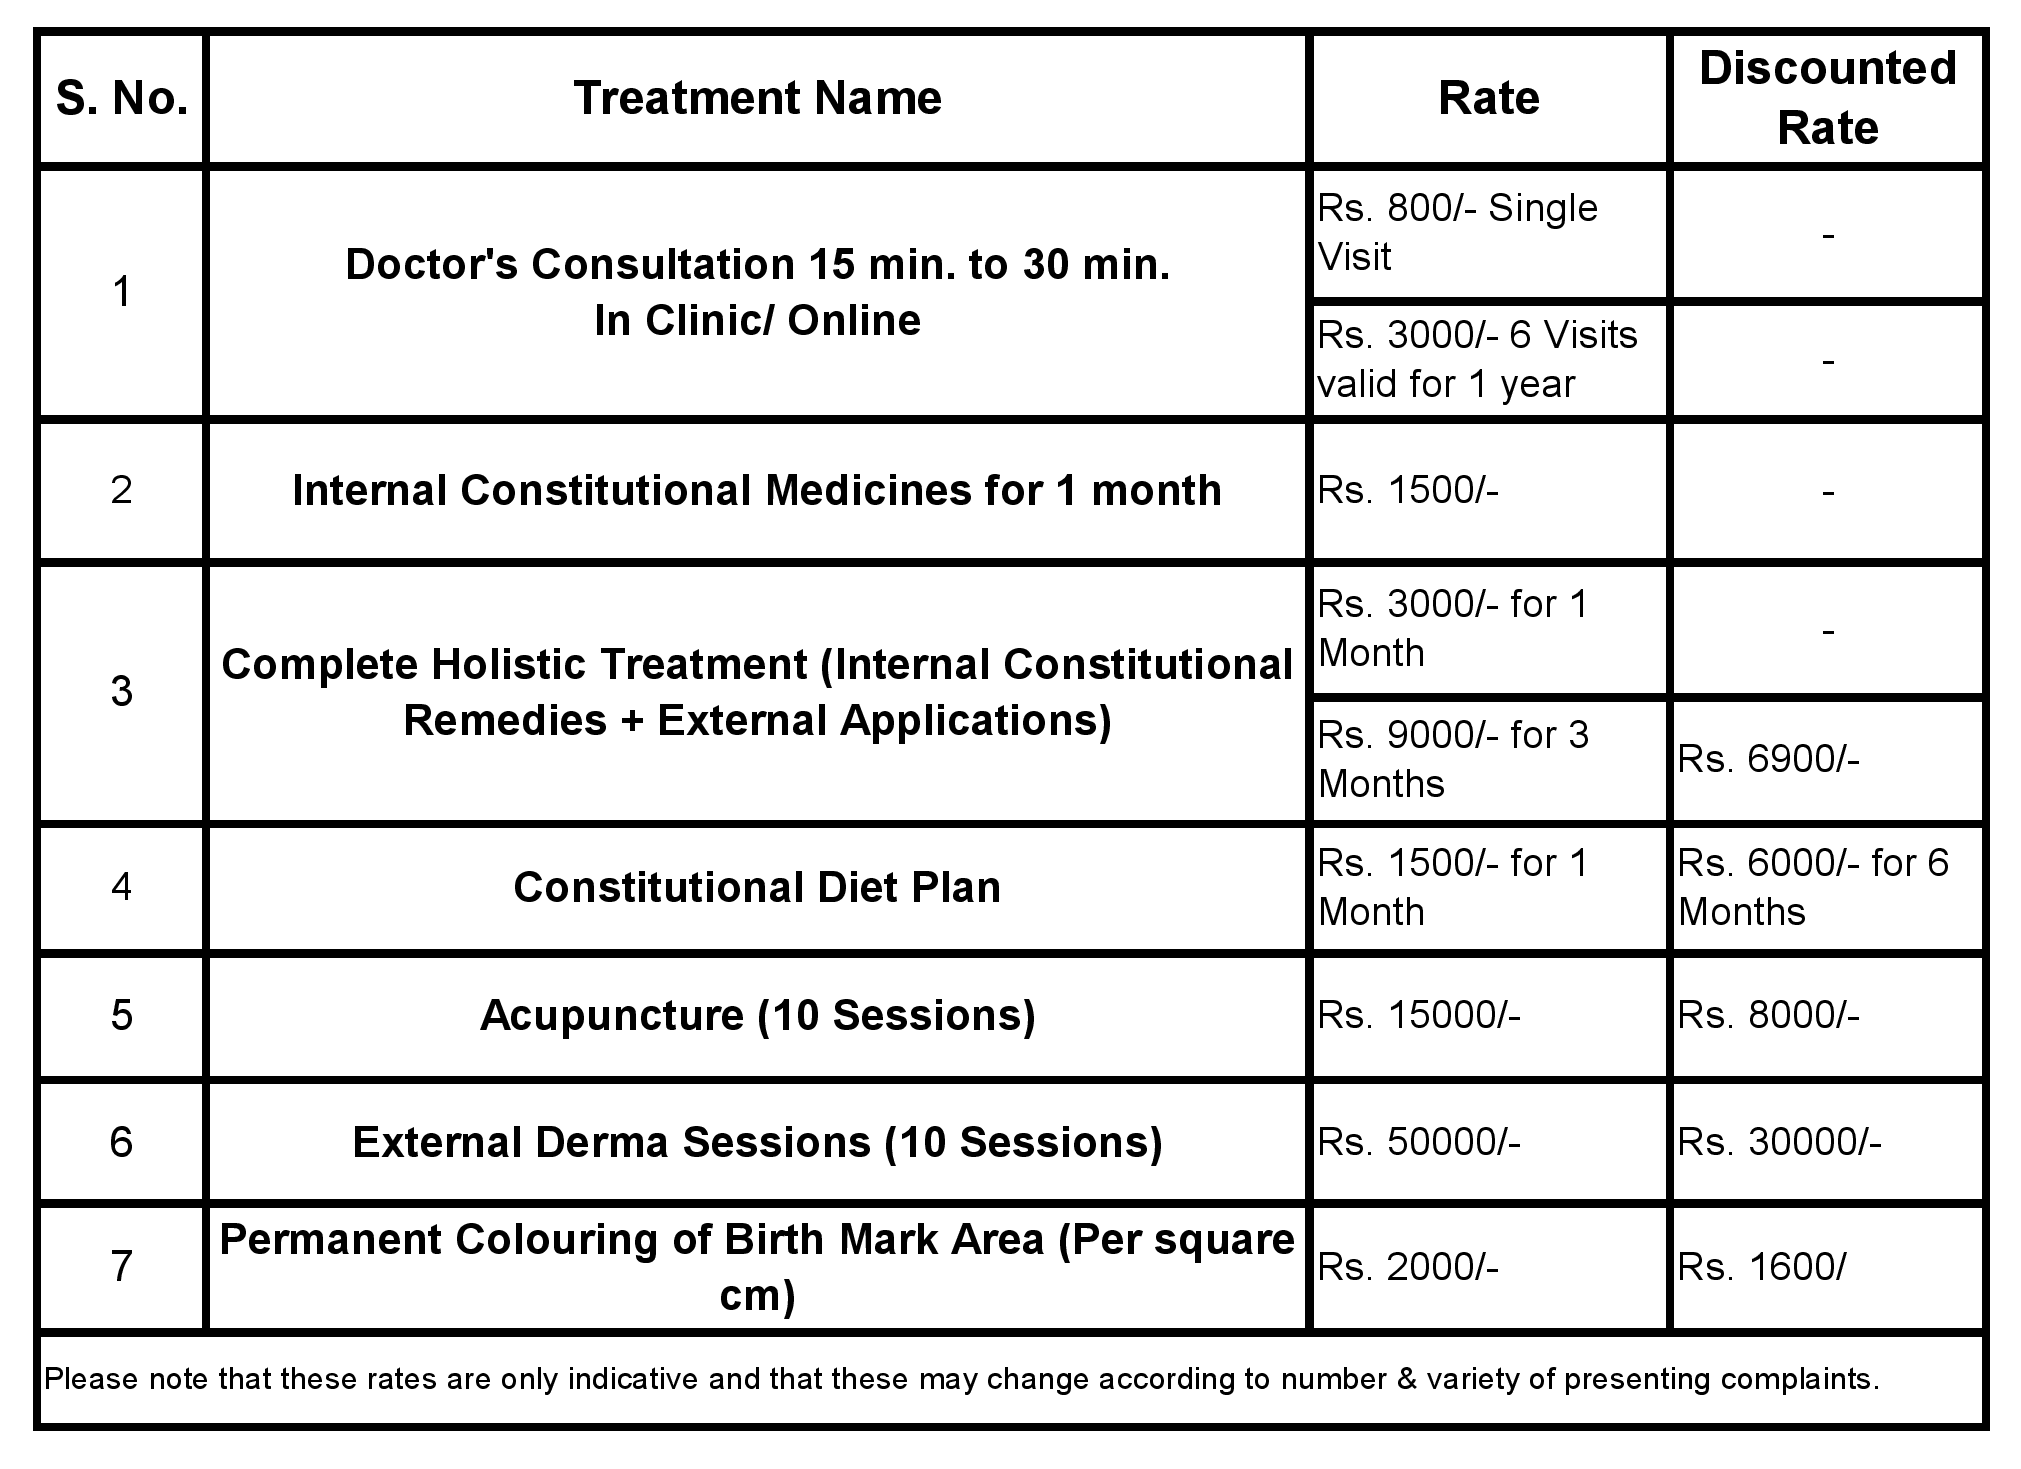 S. No.
Treatment Name
Rate
Discounted
Rate
1
Doctor's Consultation 15 min. to 30 min.
In Clinic/ Online
Rs. 800/- Single
Visit
-
Rs. 3000/- 6 Visits
valid for 1 year
-
2
Internal Constitutional Medicines for 1 month
Rs. 1500/-
-
3
Complete Holistic Treatment (Internal Constitutional
Remedies + External Applications)
Rs. 3000/- for 1
Month
-
Rs. 9000/- for 3
Months
Rs. 6900/-
4
Constitutional Diet Plan
Rs. 1500/- for 1
Month
Rs. 6000/- for 6
Months
5
Acupuncture (10 Sessions)
Rs. 15000/-
Rs. 8000/-
6
External Derma Sessions (10 Sessions)
Rs. 50000/-
Rs. 30000/-
7
Permanent Colouring of Birth Mark Area (Per square
cm)
Rs. 2000/-
Rs. 1600/
Please note that these rates are only indicative and that these may change according to number & variety of presenting complaints.